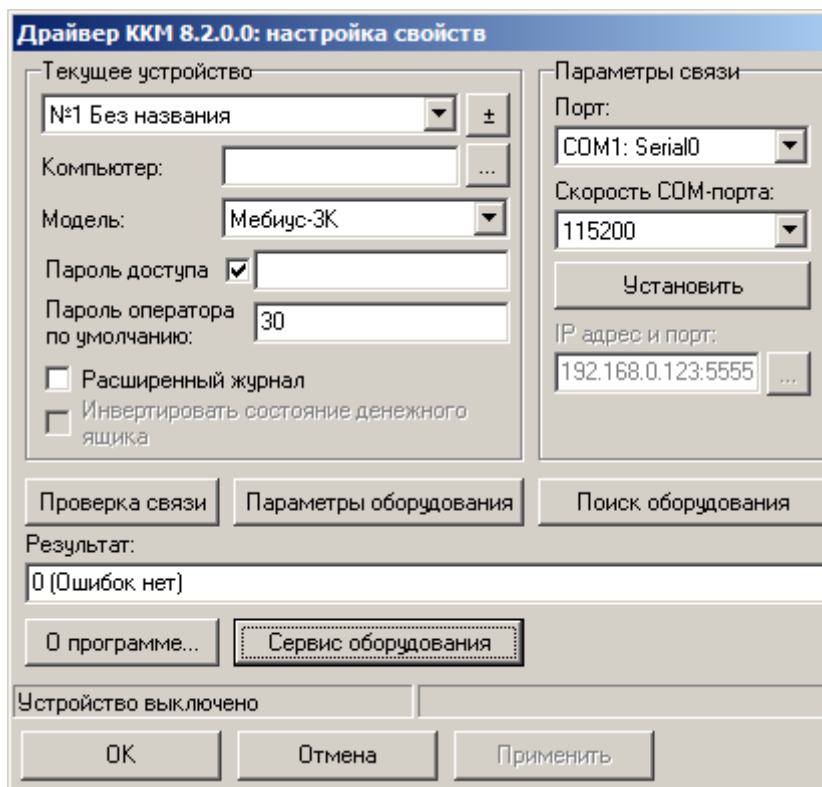 Драйвер ККМ 8.2.0.0: настройка свойств
Текущее устройство
№1 Без названия
±
Компьютер:
...
Модель:
Мебиус-3К
Пароль доступа
Пароль оператора
по умолчанию:
30
Расширенный журнал
Инвертировать состояние денежного
ящика
Параметры связи
Порт:
COM1: Serial0
Скорость COM-порта:
115200
Установить
IP адрес и порт:
192.168.0.123:5555
...
Проверка связи
Параметры оборудования
Поиск оборудования
Результат:
0 (Ошибок нет)
О программе...
Сервис оборудования
Устройство выключено
OK
Отмена
Применить